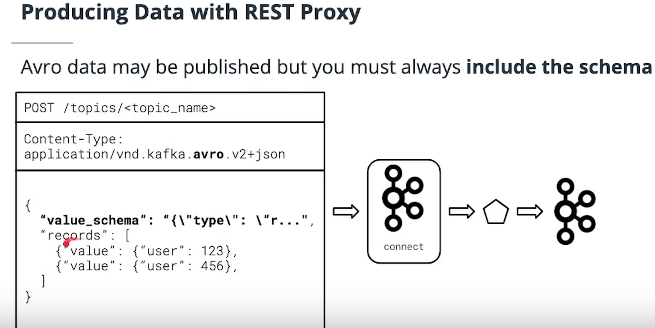 Producing Data with REST Proxy
Avro data may be published but you must always include the schema
POST /topics/<topic_name>
Content-Type:
application/vnd.kafka.avro.v2+json
{
"value_schema": "{\"type\": \"r...",
"records": [
{"value": {"user": 123},
{"value": {"user": 456},
]
}
connect